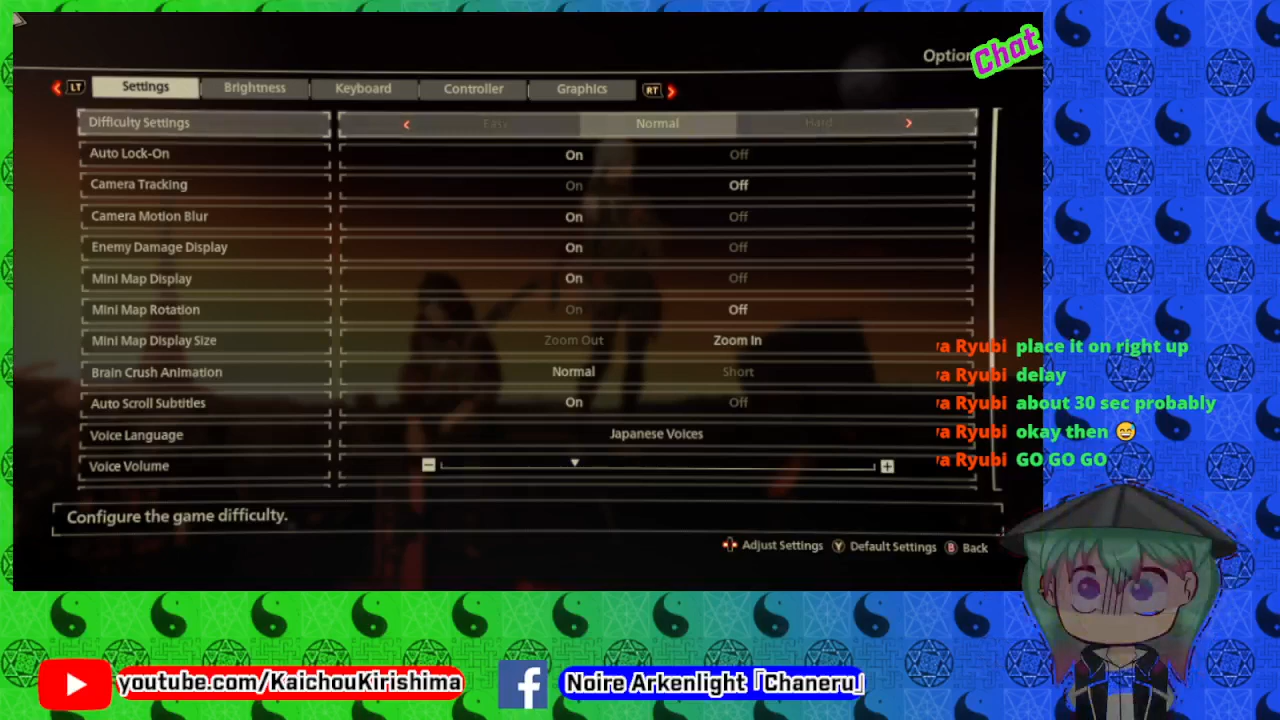 Option
Chat
LT Settings Brightness Keyboard Controller Graphics RT
Difficulty Settings Easy Normal Hard
Auto Lock-On On Off
Camera Tracking On Off
Camera Motion Blur On Off
Enemy Damage Display On Off
Mini Map Display On Off
Mini Map Rotation On Off
Mini Map Display Size Zoom Out Zoom In
Brain Crush Animation Normal Short
Auto Scroll Subtitles On Off
Voice Language Japanese Voices
Voice Volume
a Ryubi place it on right up
a Ryubi delay
a Ryubi about 30 sec probably
a Ryubi okay then 😅
a Ryubi GO GO GO
Configure the game difficulty.
Adjust Settings Y Default Settings B Back
youtube.com/KaichouKirishima
Noire Arkenlight「Chaneru」